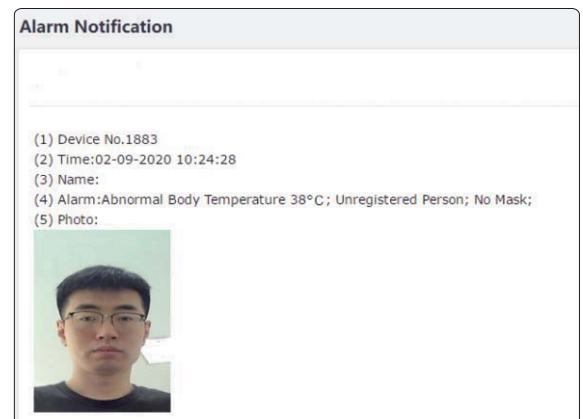 Alarm Notification
(1) Device No.1883
(2) Time:02-09-2020 10:24:28
(3) Name:
(4) Alarm:Abnormal Body Temperature 38°C; Unregistered Person; No Mask;
(5) Photo: